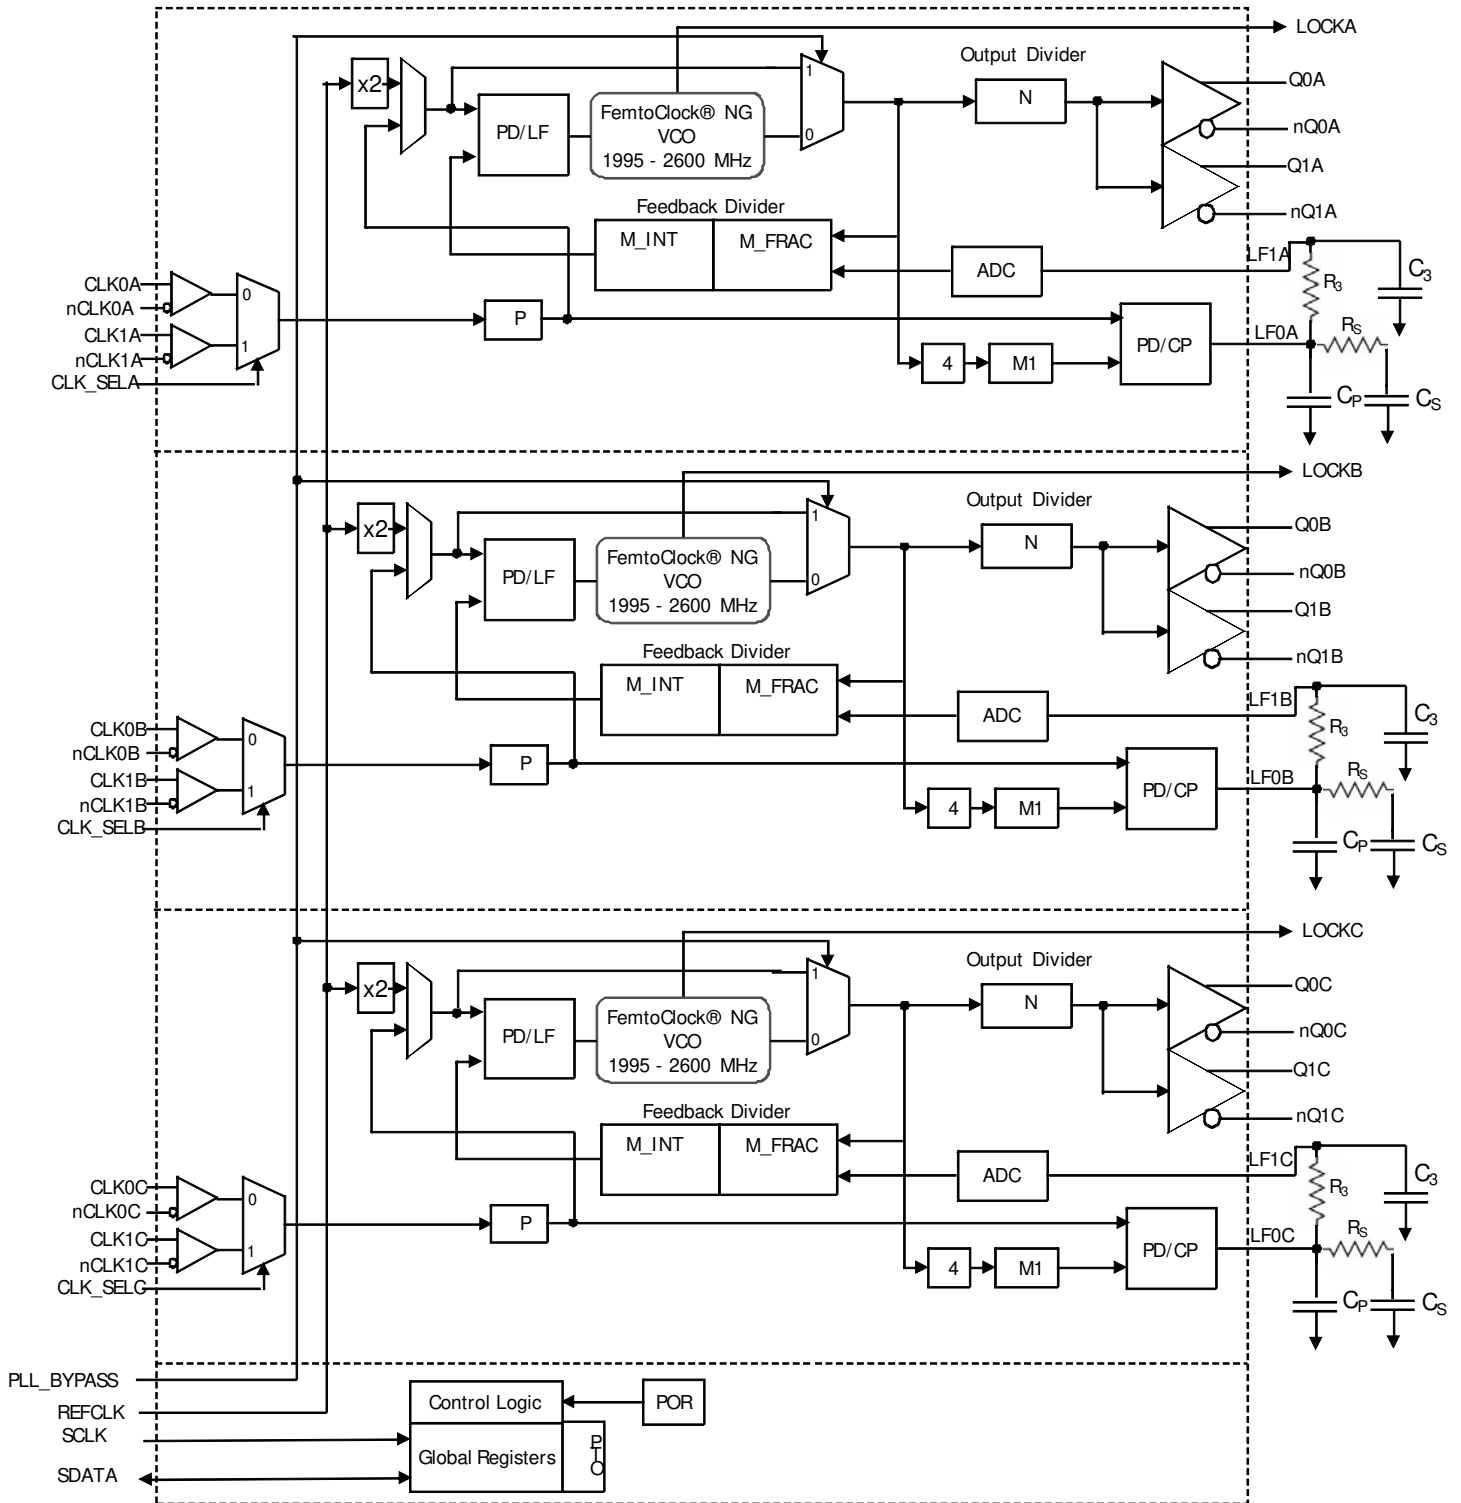 LOCKA
Output Divider
x2
1
Q0A
N
PD/LF
FemtoClock® NG
VCO
1995 - 2600 MHz
0
nQ0A
Q1A
Feedback Divider
nQ1A
M_INT
M_FRAC
LF1A
ADC
C3
R3
CLK0A
0
nCLK0A
P
CLK1A
1
nCLK1A
PD/CP
LF0A
RS
CLK_SELA
4
M1
CP
CS
LOCKB
Output Divider
x2
1
Q0B
N
PD/LF
FemtoClock® NG
VCO
1995 - 2600 MHz
0
nQ0B
Q1B
Feedback Divider
nQ1B
M_INT
M_FRAC
LF1B
ADC
C3
R3
CLK0B
0
nCLK0B
P
CLK1B
1
nCLK1B
PD/CP
LF0B
RS
CLK_SELB
4
M1
CP
CS
LOCKC
Output Divider
x2
1
Q0C
N
PD/LF
FemtoClock® NG
VCO
1995 - 2600 MHz
0
nQ0C
Q1C
Feedback Divider
nQ1C
M_INT
M_FRAC
LF1C
ADC
C3
R3
CLK0C
0
nCLK0C
P
CLK1C
1
nCLK1C
PD/CP
LF0C
RS
CLK_SELC
4
M1
CP
CS
PLL_BYPASS
Control Logic
POR
REFCLK
SCLK
Global Registers
OTP
SDATA